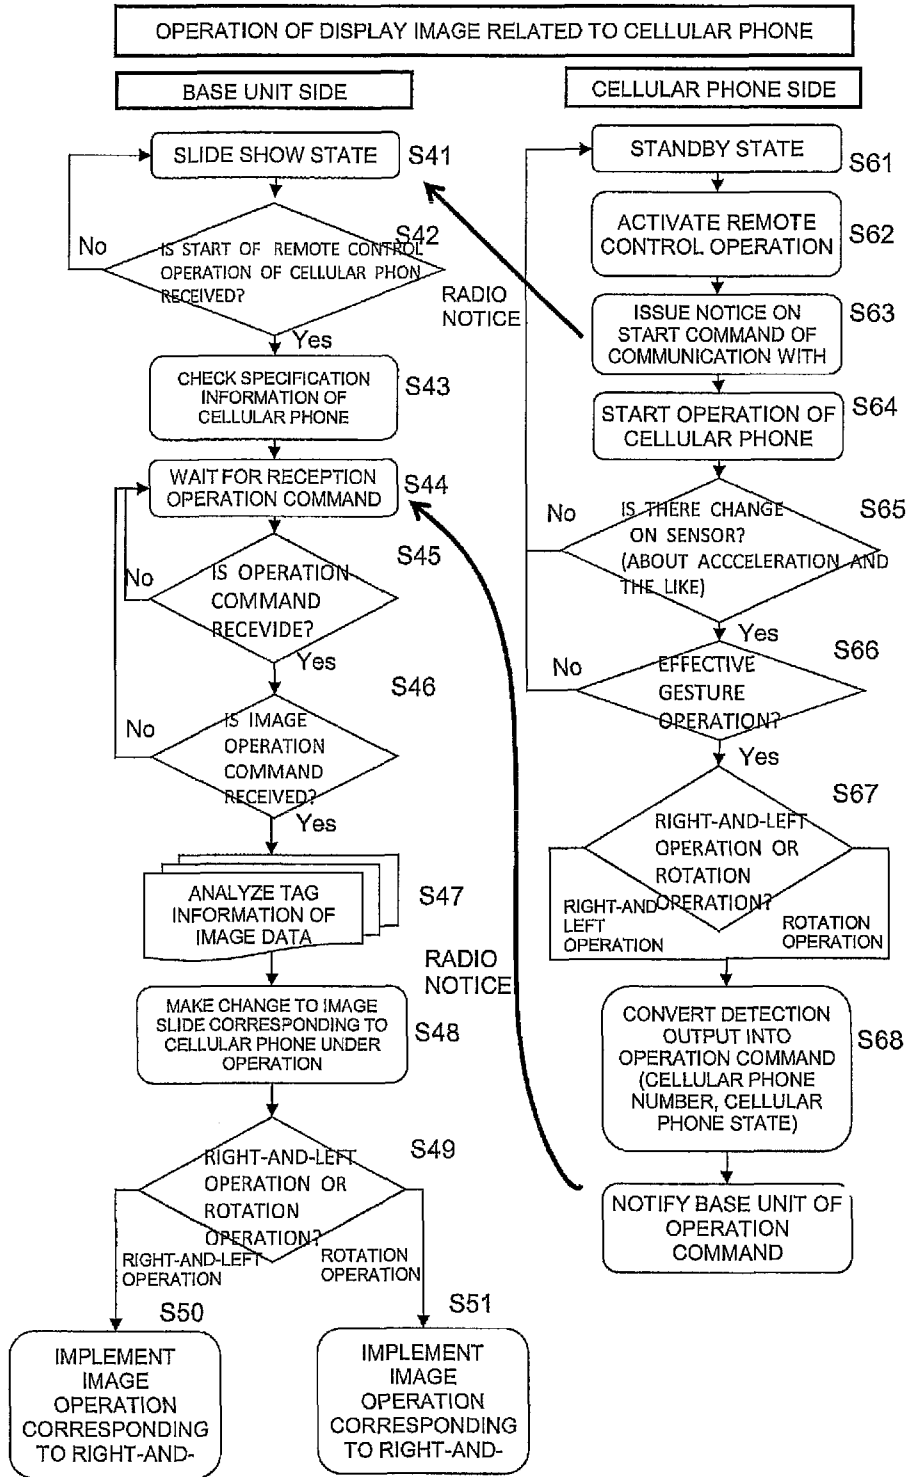 OPERATION OF DISPLAY IMAGE RELATED TO CELLULAR PHONE
BASE UNIT SIDE
SLIDE SHOW STATE
S41
S42
No
IS START OF REMOTE CONTROL
OPERATION OF CELLULAR PHON
RECEIVED?
Yes
CHECK SPECIFICATION
INFORMATION OF
CELLULAR PHONE
S43
WAIT FOR RECEPTION
OPERATION COMMAND
S44
S45
No
IS OPERATION
COMMAND
RECEVIDE?
Yes
S46
No
IS IMAGE
OPERATION
COMMAND
RECEIVED?
Yes
ANALYZE TAG
INFORMATION OF
IMAGE DATA
S47
MAKE CHANGE TO IMAGE
SLIDE CORRESPONDING TO
CELLULAR PHONE UNDER
OPERATION
S48
S49
RIGHT-AND-LEFT
OPERATION OR
ROTATION
OPERATION?
RIGHT-AND-LEFT
OPERATION
ROTATION
OPERATION
S50
S51
IMPLEMENT
IMAGE
OPERATION
CORRESPONDING
TO RIGHT-AND-
IMPLEMENT
IMAGE
OPERATION
CORRESPONDING
TO RIGHT-AND-
RADIO
NOTICE
RADIO
NOTICE
CELLULAR PHONE SIDE
STANDBY STATE
S61
ACTIVATE REMOTE
CONTROL OPERATION
S62
ISSUE NOTICE ON
START COMMAND OF
COMMUNICATION WITH
S63
START OPERATION OF
CELLULAR PHONE
S64
S65
No
IS THERE CHANGE
ON SENSOR?
(ABOUT ACCCELERATION AND
THE LIKE)
Yes
S66
No
EFFECTIVE
GESTURE
OPERATION?
Yes
S67
RIGHT-AND-LEFT
OPERATION OR
ROTATION
OPERATION?
RIGHT-AND
LEFT
OPERATION
ROTATION
OPERATION
CONVERT DETECTION
OUTPUT INTO
OPERATION COMMAND
(CELLULAR PHONE
NUMBER, CELLULAR
PHONE STATE)
S68
NOTIFY BASE UNIT OF
OPERATION
COMMAND